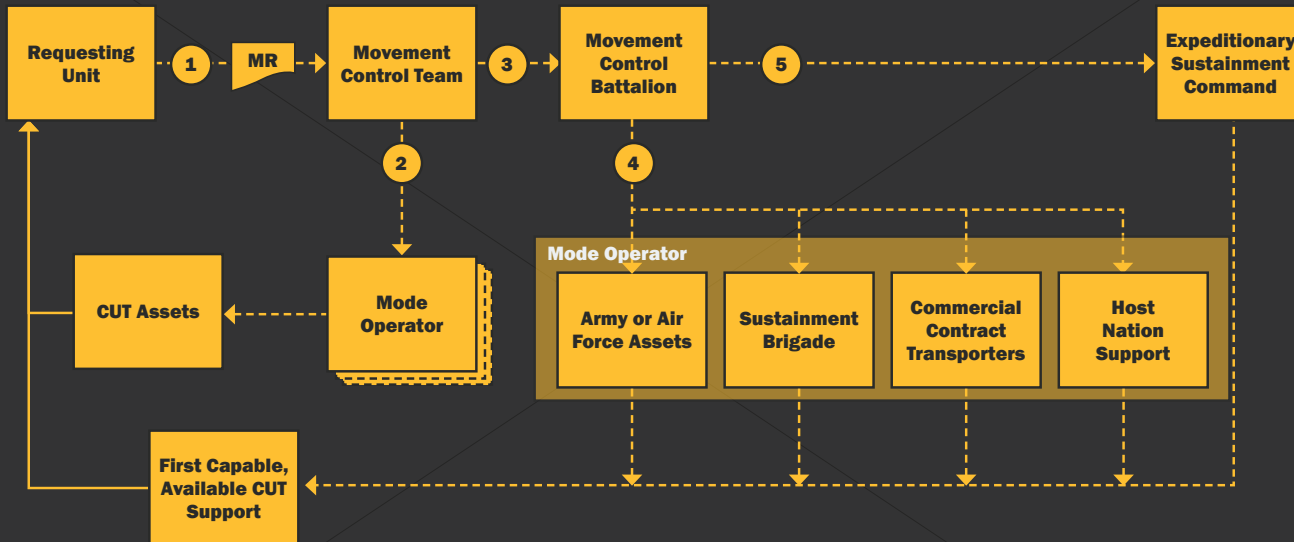 Requesting
Unit
1
MR
Movement
Control Team
3
Movement
Control
Battalion
5
Expeditionary
Sustainment
Command
2
4
Mode Operator
CUT Assets
Mode
Operator
Army or Air
Force Assets
Sustainment
Brigade
Commercial
Contract
Transporters
Host
Nation
Support
First Capable,
Available CUT
Support